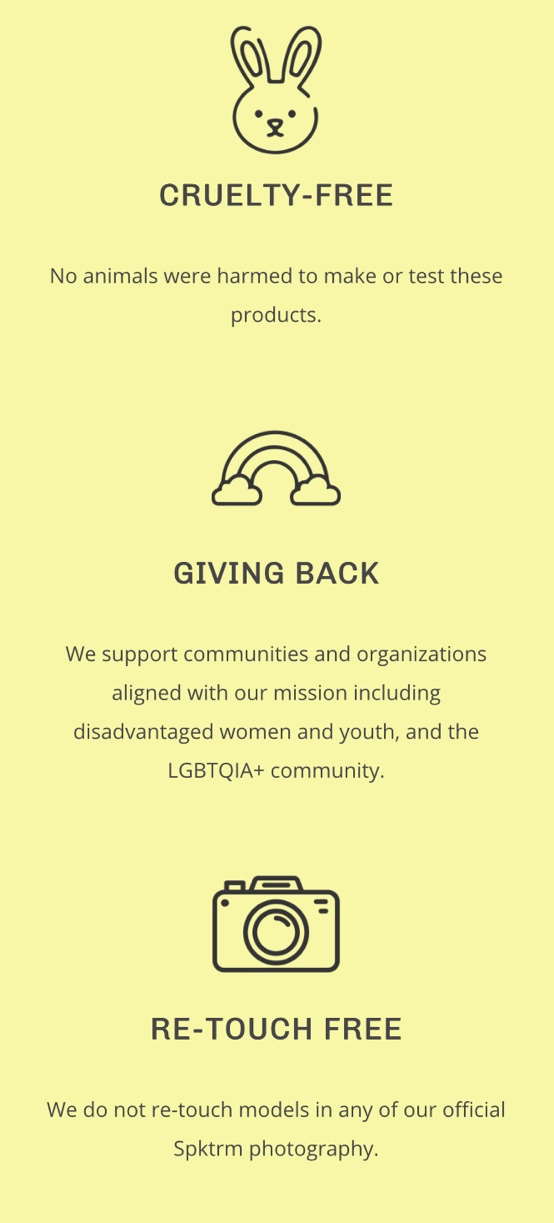 CRUELTY-FREE
No animals were harmed to make or test these
products.
GIVING BACK
We support communities and organizations
aligned with our mission including
disadvantaged women and youth, and the
LGBTQIA+ community.
RE-TOUCH FREE
We do not re-touch models in any of our official
Spktrm photography.